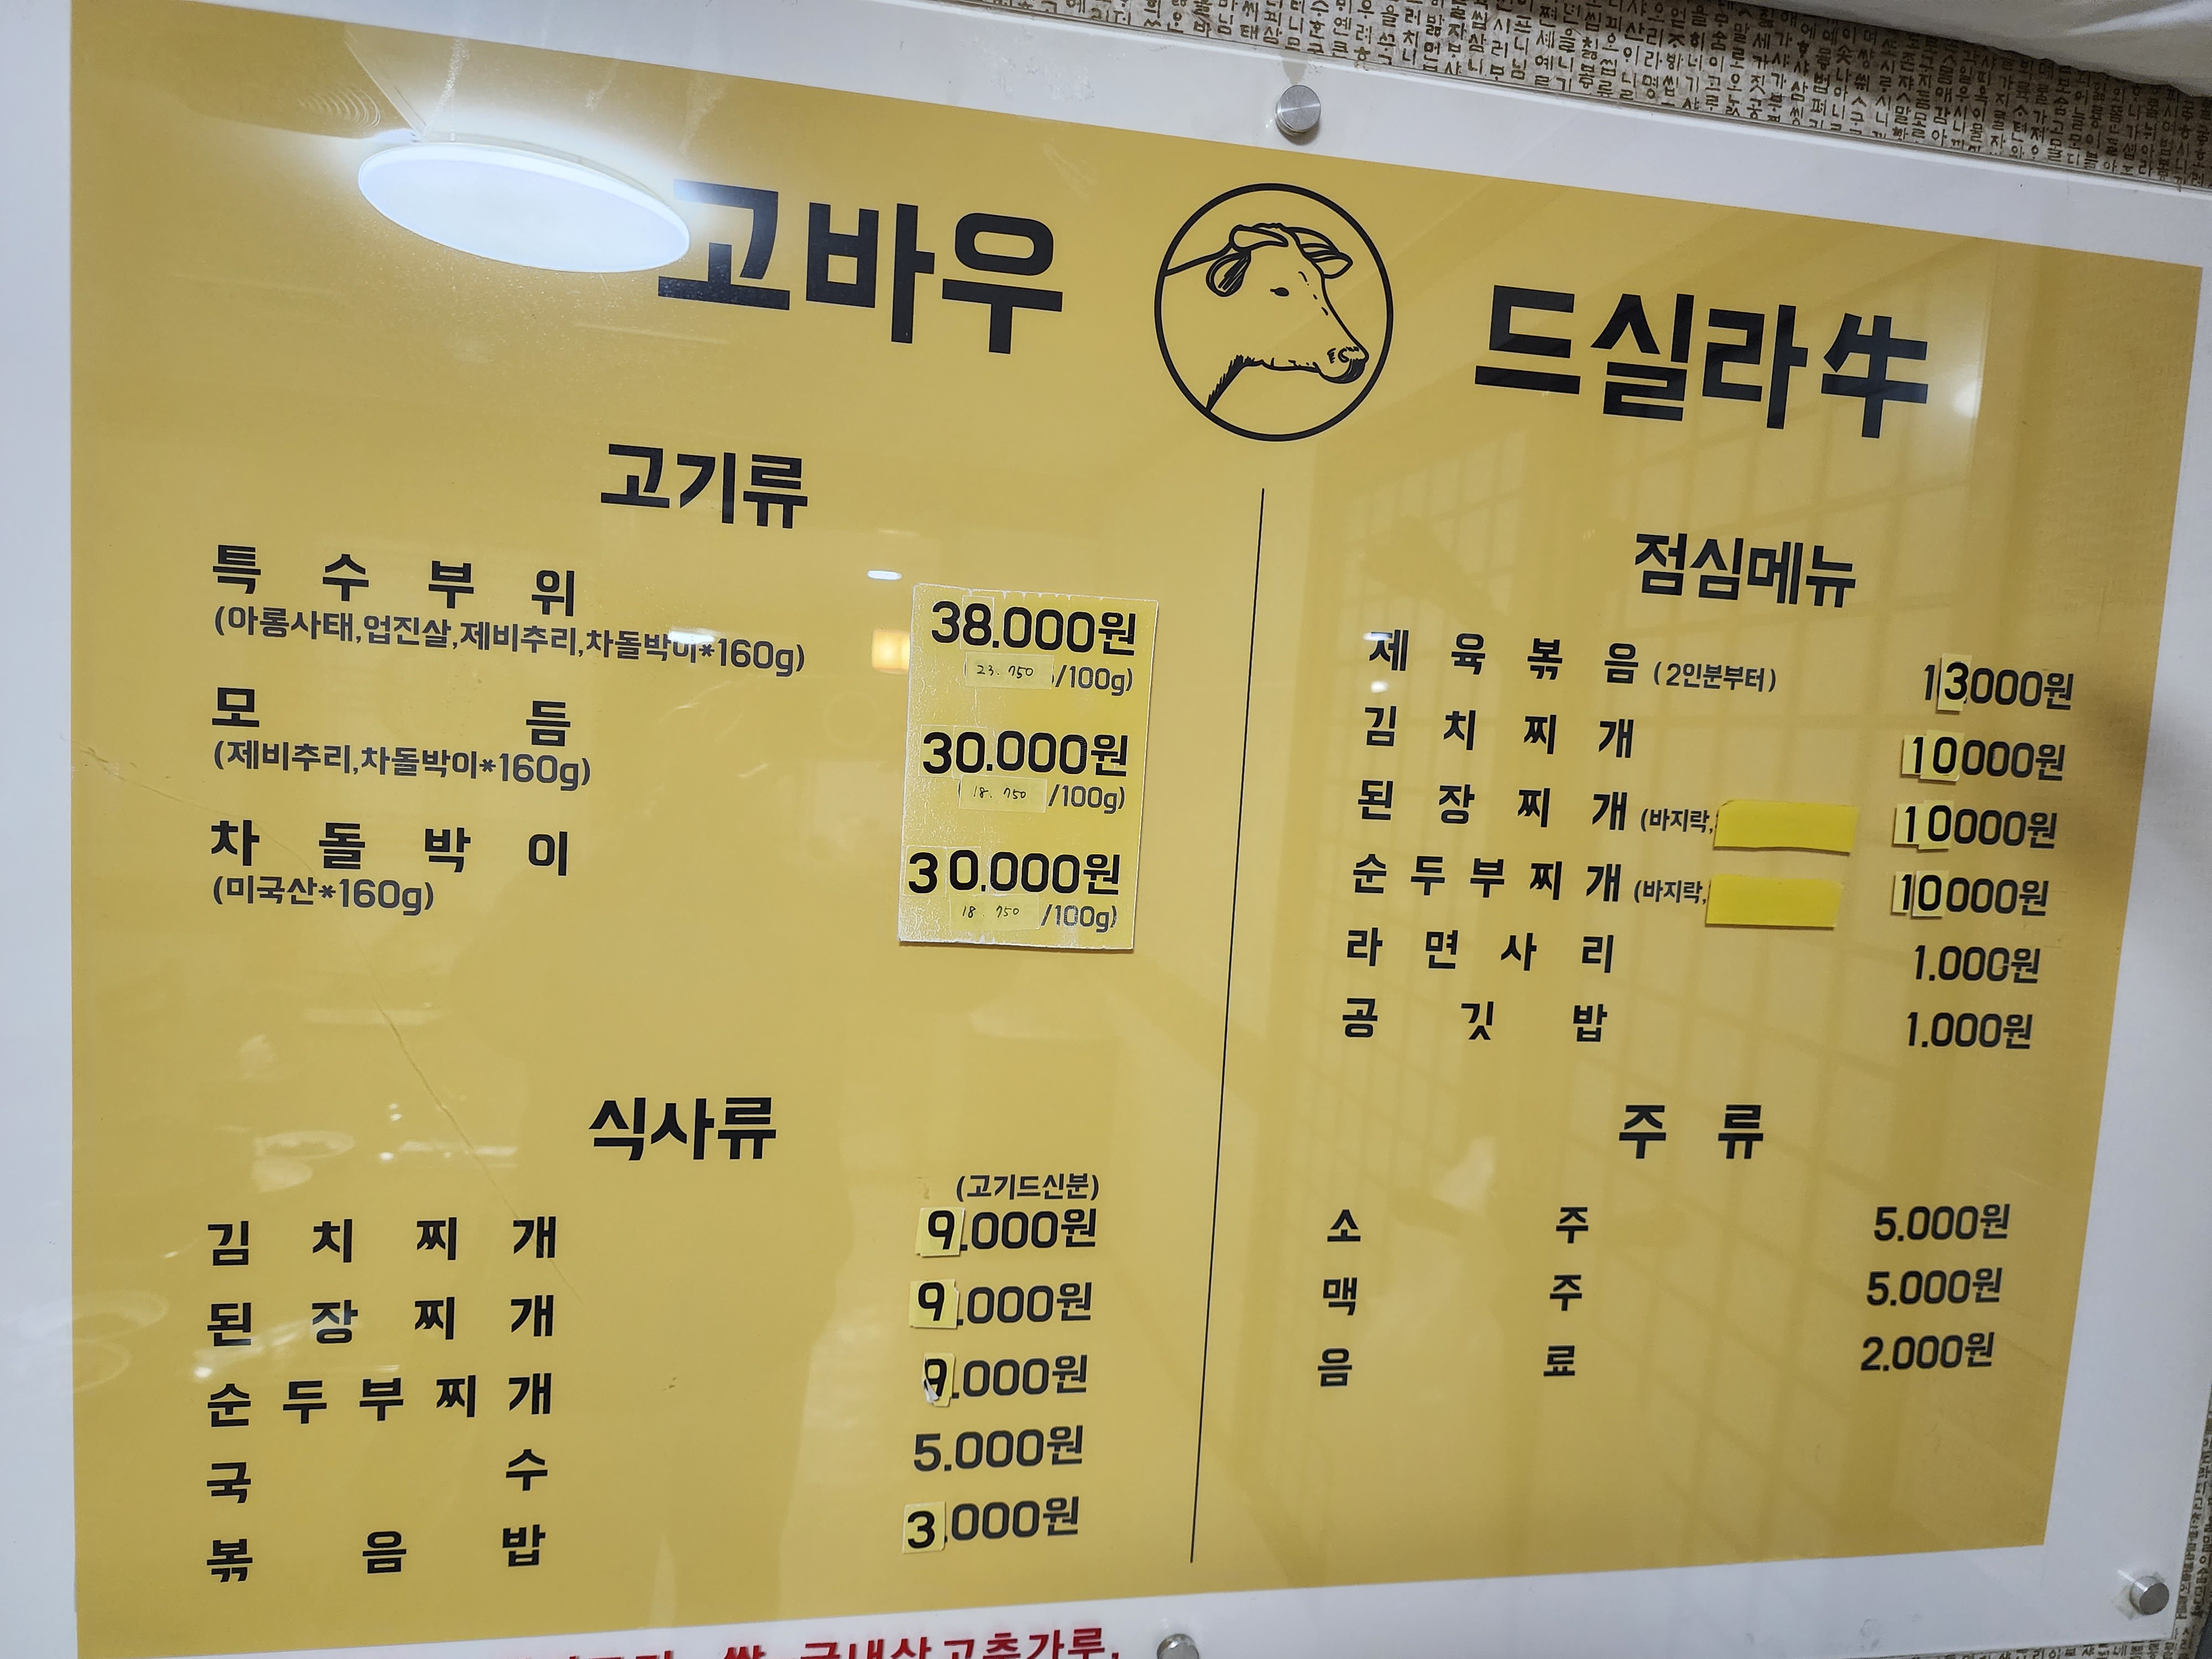 고바우 드실라牛
고기류
특수부위 38.000원
(아롱사태,업진살,제비추리,차돌박이*160g) (23.750/100g)
모듬 30.000원
(제비추리,차돌박이*160g) (18.750/100g)
차돌박이 30.000원
(미국산*160g) 18.750/100g)
식사류
(고기드신분)
김치찌개 9.000원
된장찌개 9.000원
순두부찌개 9.000원
국수 5.000원
볶음밥 3.000원
점심메뉴
제육볶음(2인분부터) 13000원
김치찌개 10000원
된장찌개(바지락, 10000원
순두부찌개(바지락, 10000원
라면사리 1.000원
공깃밥 1.000원
주류
소주 5.000원
맥주 5.000원
음료 2.000원
쌀 국내산고춧가루,